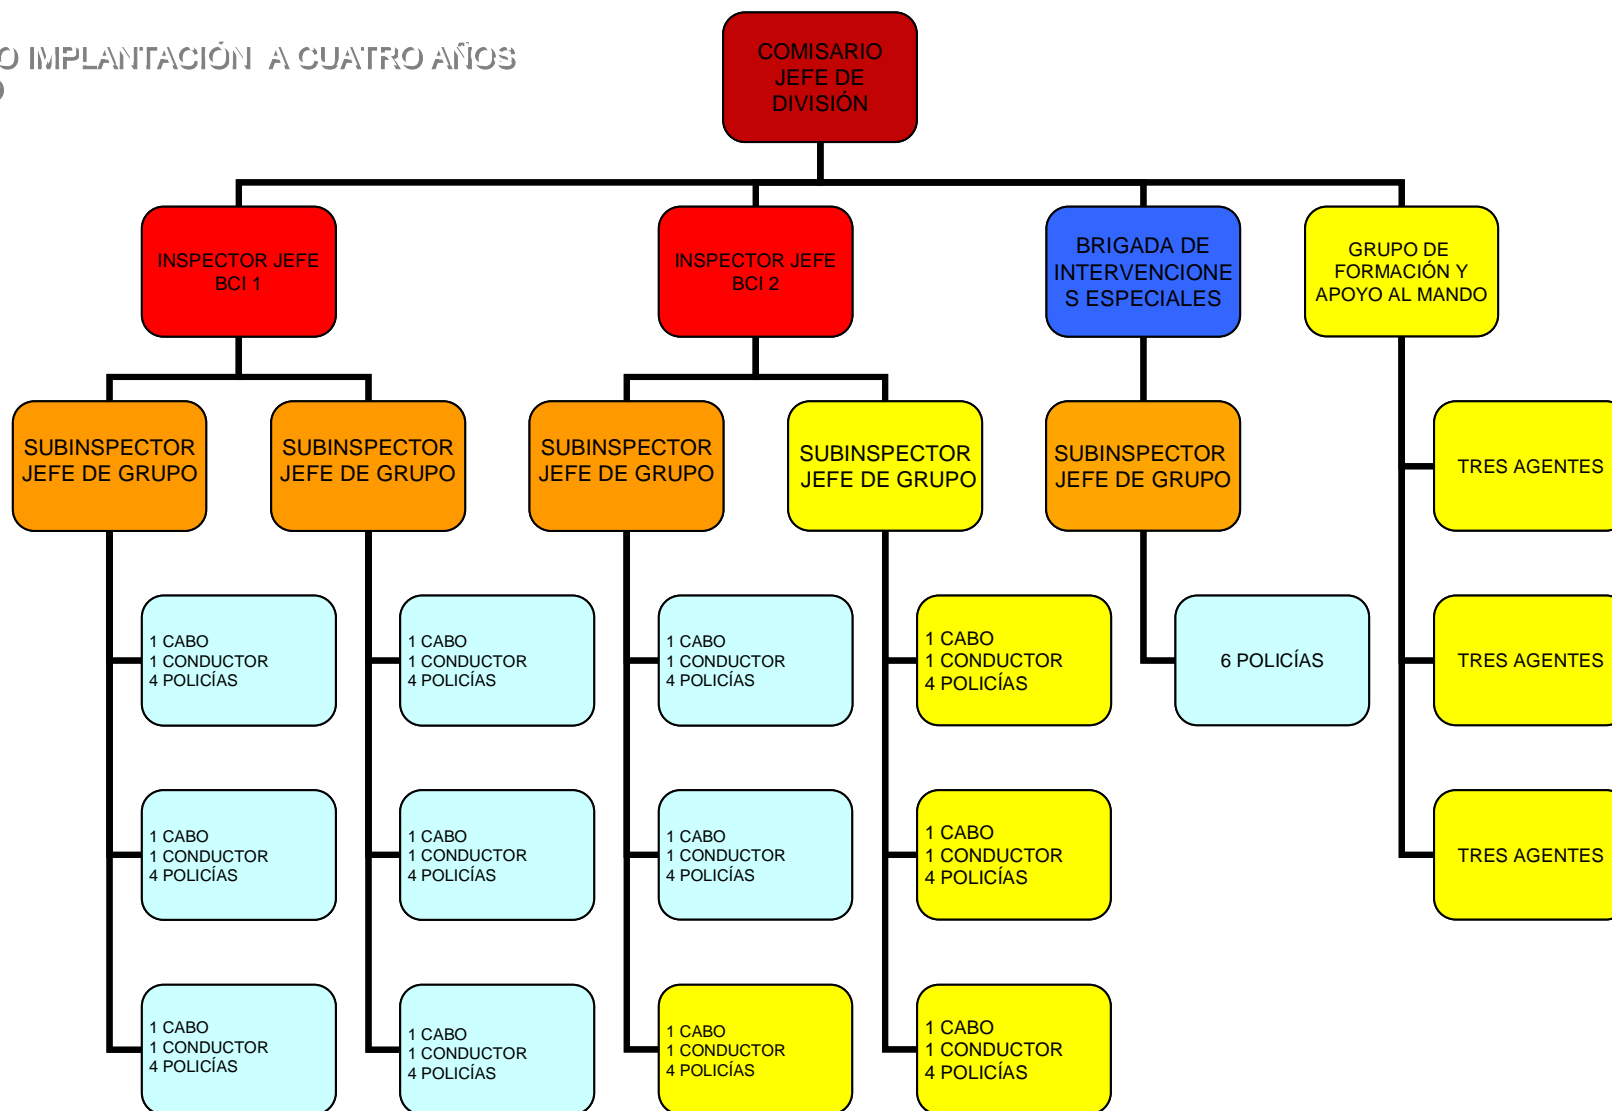 O IMPLANTACIÓN A CUATRO AÑOS
O
COMISARIO
JEFE DE
DIVISIÓN
INSPECTOR JEFE
BCI 1
INSPECTOR JEFE
BCI 2
BRIGADA DE
INTERVENCIONE
S ESPECIALES
GRUPO DE
FORMACIÓN Y
APOYO AL MANDO
SUBINSPECTOR
JEFE DE GRUPO
SUBINSPECTOR
JEFE DE GRUPO
SUBINSPECTOR
JEFE DE GRUPO
SUBINSPECTOR
JEFE DE GRUPO
SUBINSPECTOR
JEFE DE GRUPO
TRES AGENTES
1 CABO
1 CONDUCTOR
4 POLICÍAS
1 CABO
1 CONDUCTOR
4 POLICÍAS
1 CABO
1 CONDUCTOR
4 POLICÍAS
1 CABO
1 CONDUCTOR
4 POLICÍAS
6 POLICÍAS
TRES AGENTES
1 CABO
1 CONDUCTOR
4 POLICÍAS
1 CABO
1 CONDUCTOR
4 POLICÍAS
1 CABO
1 CONDUCTOR
4 POLICÍAS
1 CABO
1 CONDUCTOR
4 POLICÍAS
TRES AGENTES
1 CABO
1 CONDUCTOR
4 POLICÍAS
1 CABO
1 CONDUCTOR
4 POLICÍAS
1 CABO
1 CONDUCTOR
4 POLICÍAS
1 CABO
1 CONDUCTOR
4 POLICÍAS